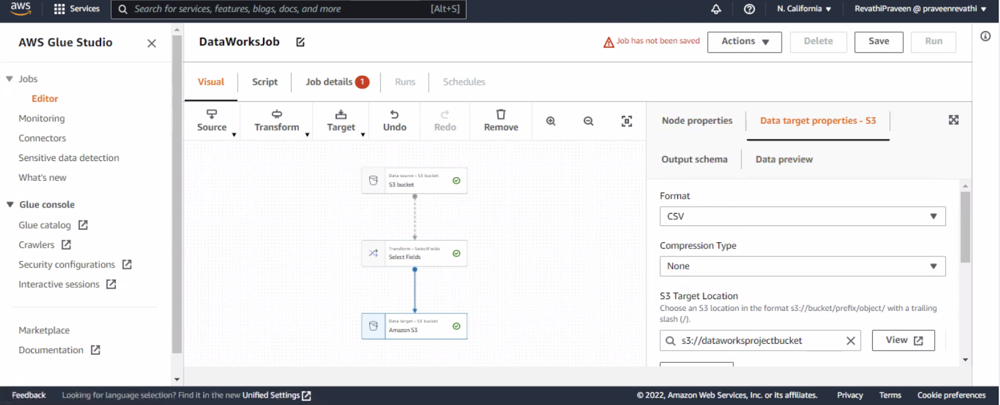 aws
Services
Search for services, features, blogs, docs, and more
[Alt+S]
N. California
RevathiPraveen @ praveenrevathi
AWS Glue Studio
Jobs
Editor
Monitoring
Connectors
Sensitive data detection
What's new
Glue console
Glue catalog
Crawlers
Security configurations
Interactive sessions
Marketplace
Documentation
DataWorksJob
Job has not been saved
Actions
Delete
Save
Run
Visual
Script
Job details 1
Runs
Schedules
Source
Transform
Target
Undo
Redo
Remove
Data source - S3 bucket
S3 bucket
Transform - SelectFields
Select Fields
Data target - S3 bucket
Amazon S3
Node properties
Data target properties - S3
Output schema
Data preview
Format
CSV
Compression Type
None
S3 Target Location
Choose an S3 location in the format s3://bucket/prefix/object/ with a trailing
slash (/).
s3://dataworksprojectbucket
View
Feedback
Looking for language selection? Find it in the new Unified Settings
© 2022, Amazon Web Services, Inc. or its affiliates.
Privacy
Terms
Cookie preferences